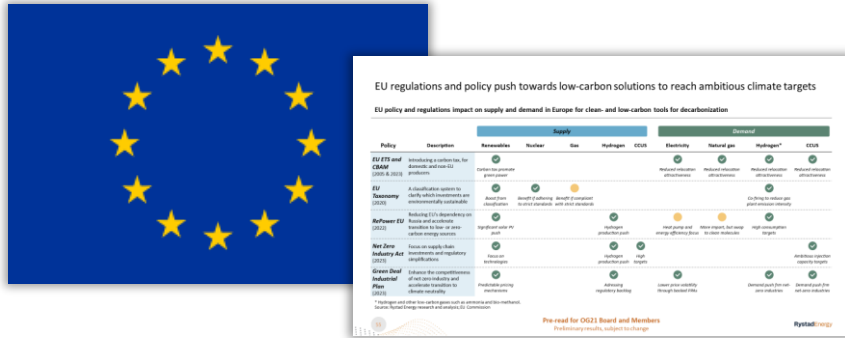 EU regulations and policy push towards low-carbon solutions to reach ambitious climate targets
EU policy and regulations impact on supply and demand in Europe for clean- and low-carbon tools for decarbonization
Supply Demand
Policy Description Renewables Nuclear Gas Hydrogen CCUS Electricity Natural gas Hydrogen*⁾ CCUS
EU ETS and
CBAM
(2005 & 2023)
Introducing a carbon tax, for
domestic and non-EU
producers
Carbon tax promote
green power
Reduced relocation
attractiveness
Reduced relocation
attractiveness
Reduced relocation
attractiveness
Reduced relocation
attractiveness
EU
Taxonomy
(2020)
A classification system to
clarify which investments are
environmentally sustainable
Boost from
classification
Benefit if adhering
to strict standards
Benefit if compliant
with strict standards
Co-firing to reduce gas
plant emission intensity
RePower EU
(2022)
Reducing EU's dependency on
Russia and accelerate
transition to low- or zero-
carbon energy sources
Significant solar PV
push
Hydrogen
production push
Heat pump and
energy efficiency focus
More import, but swap
to clean molecules
High consumption
targets
Net Zero
Industry Act
(2023)
Focus on supply chain
investments and regulatory
simplifications
Focus on
technologies
Hydrogen
production push
High
targets
Ambitious injection
capacity targets
Green Deal
Industrial
Plan
(2023)
Enhance the competitiveness
of net zero industry and
accelerate transition to
climate neutrality
Predictable pricing
mechanisms
Adressing
regulatory backlog
Lower price volatility
through boosted PPAs
Demand push fire net-
zero industries
Demand push fire
net zero industries
Hydrogen and other low carbon gases such as ammonia and bio-methanol.
Source: Rystad Energy research and analysis; EU Commission
Pre-read for OG21 Board and Members
Preliminary results, subject to change
RystadEnergy